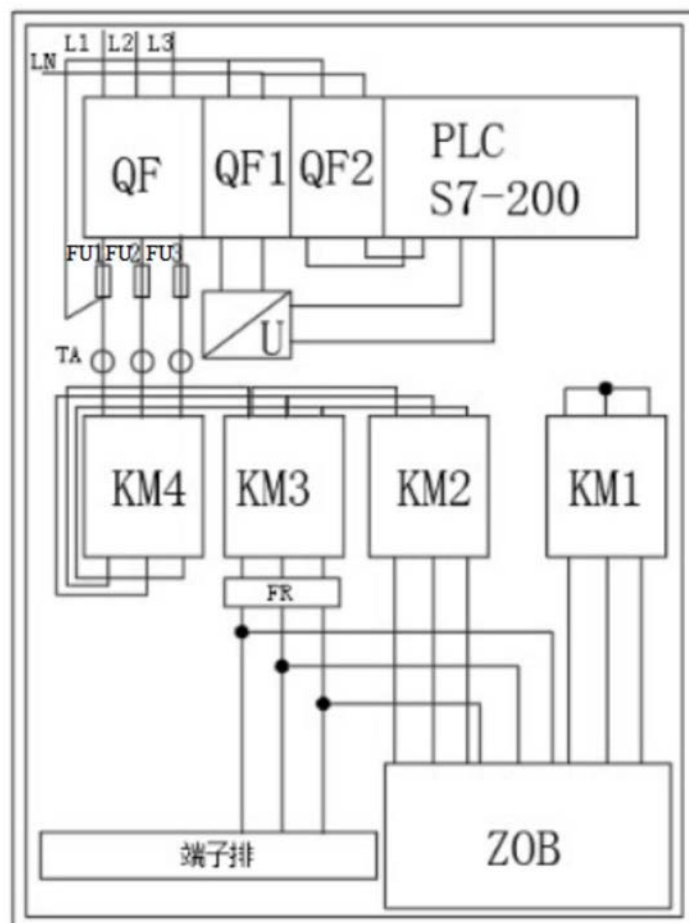 L1 L2 L3
LN
QF QF1 QF2 PLC
S7-200
FU1 FU2 FU3
U
TA
KM4 KM3 KM2 KM1
FR
端子排
ZOB